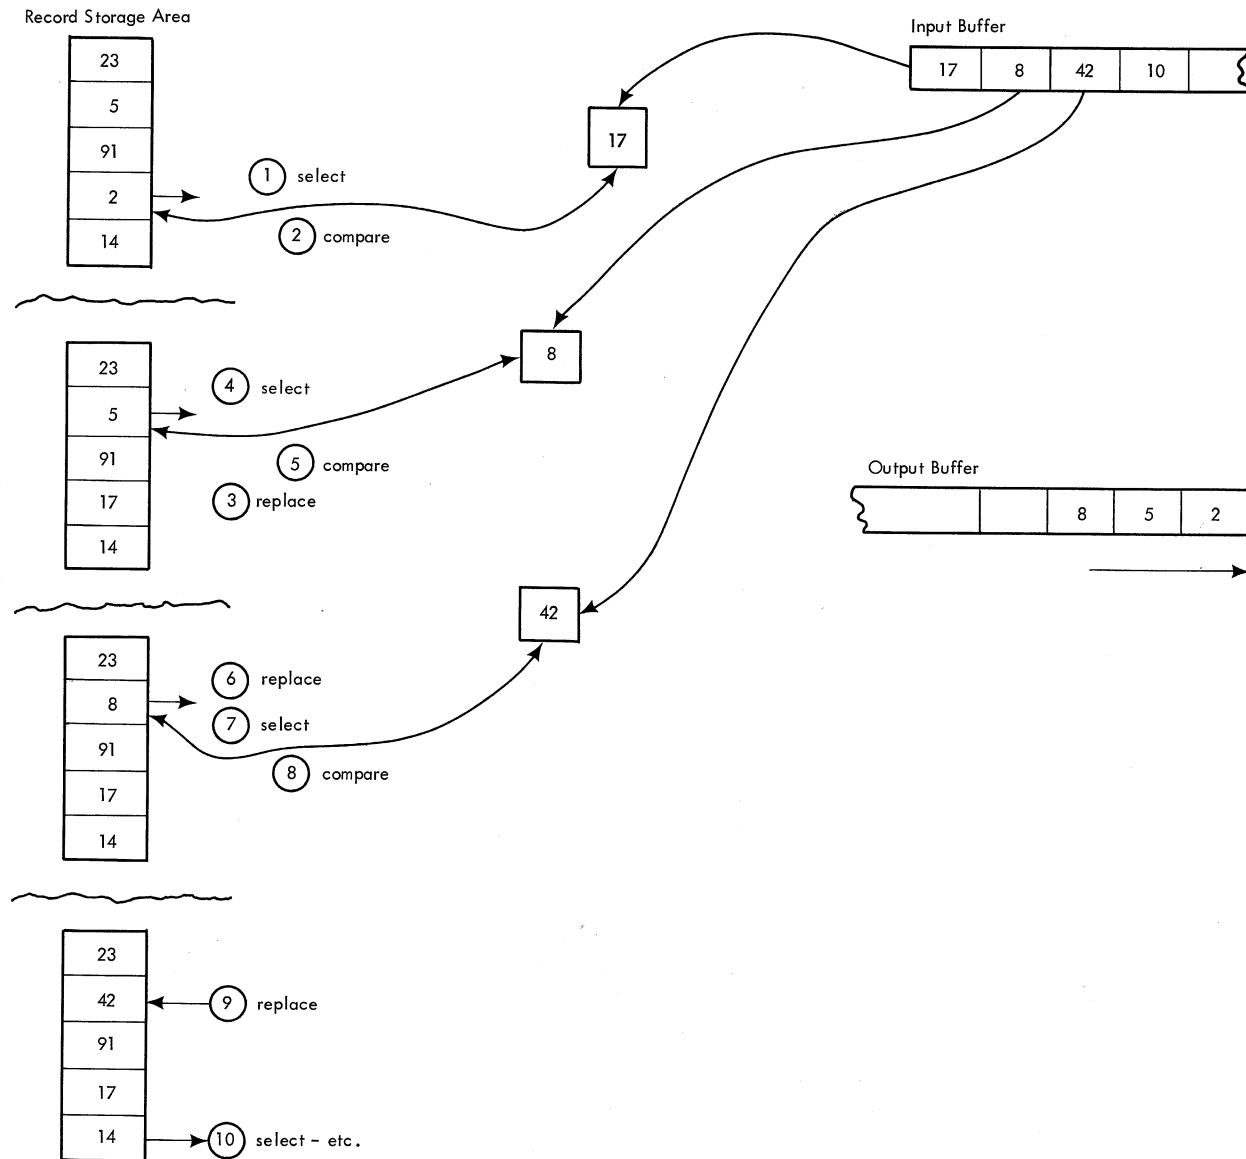 Record Storage Area
Input Buffer
23
5
91
2
14
17 8 42 10
17
1 select
2 compare
23
5
91
17
14
8
4 select
5 compare
3 replace
Output Buffer
8 5 2
23
8
91
17
14
42
6 replace
7 select
8 compare
23
42
91
17
14
9 replace
10 select - etc.